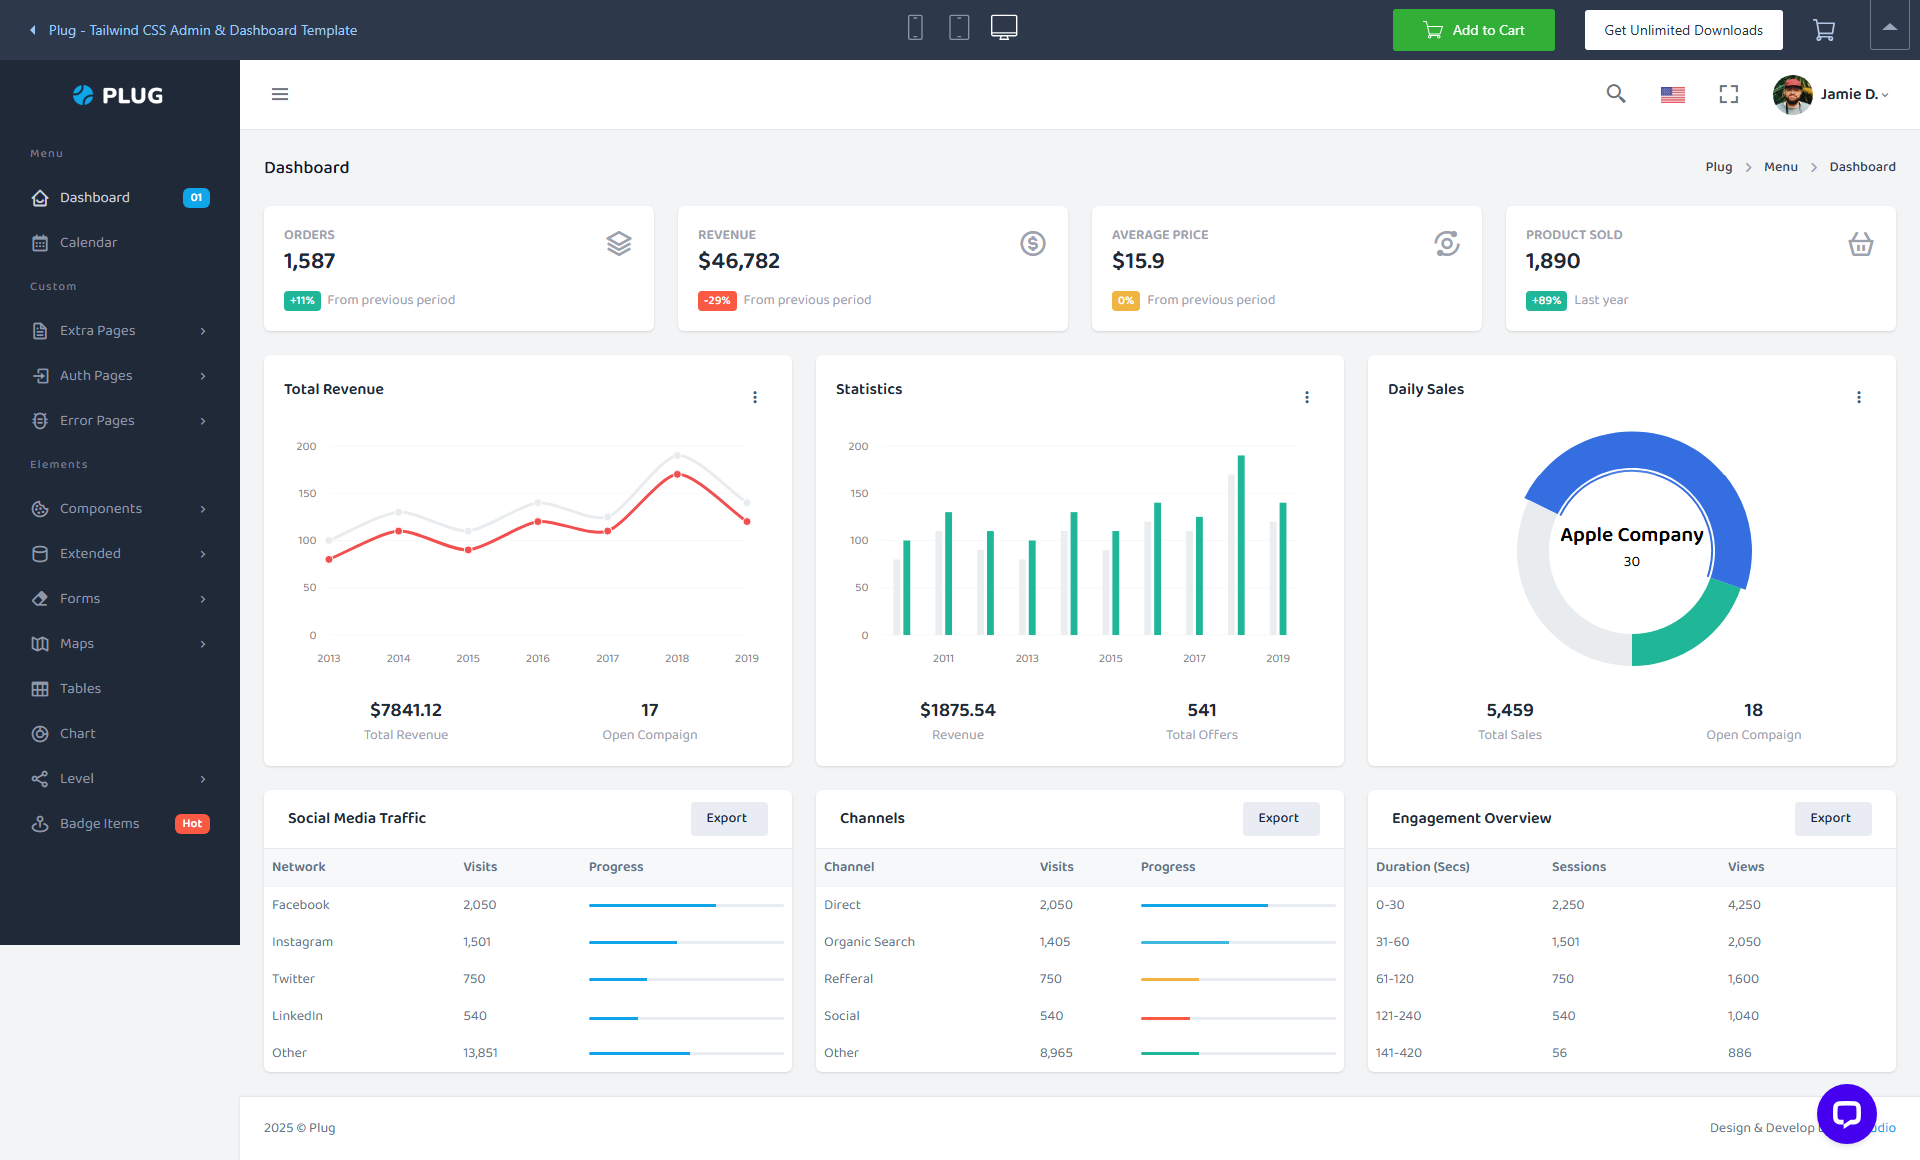 Plug - Tailwind CSS Admin & Dashboard Template
Add to Cart
Get Unlimited Downloads
PLUG
Jamie D.
Menu
Dashboard 01
Calendar
Custom
Extra Pages
Auth Pages
Error Pages
Elements
Components
Extended
Forms
Maps
Tables
Chart
Level
Badge Items Hot
Dashboard
Plug Menu Dashboard
ORDERS
1,587
+11% From previous period
REVENUE
$46,782
-29% From previous period
AVERAGE PRICE
$15.9
0% From previous period
PRODUCT SOLD
1,890
+89% Last year
Total Revenue
200
150
100
50
0
2013 2014 2015 2016 2017 2018 2019
$7841.12 17
Total Revenue Open Compaign
Statistics
200
150
100
50
0
2011 2013 2015 2017 2019
$1875.54 541
Revenue Total Offers
Daily Sales
Apple Company
30
5,459 18
Total Sales Open Compaign
Social Media Traffic Export
Network Visits Progress
Facebook 2,050
Instagram 1,501
Twitter 750
LinkedIn 540
Other 13,851
Channels Export
Channel Visits Progress
Direct 2,050
Organic Search 1,405
Refferal 750
Social 540
Other 8,965
Engagement Overview Export
Duration (Secs) Sessions Views
0-30 2,250 4,250
31-60 1,501 2,050
61-120 750 1,600
121-240 540 1,040
141-420 56 886
2025 © Plug
Design & Develop